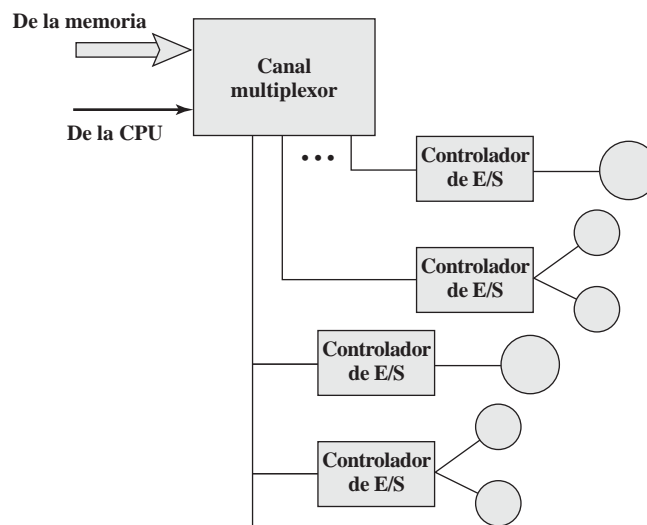 De la memoria
Canal
multiplexor
De la CPU
Controlador
de E/S
Controlador
de E/S
Controlador
de E/S
Controlador
de E/S